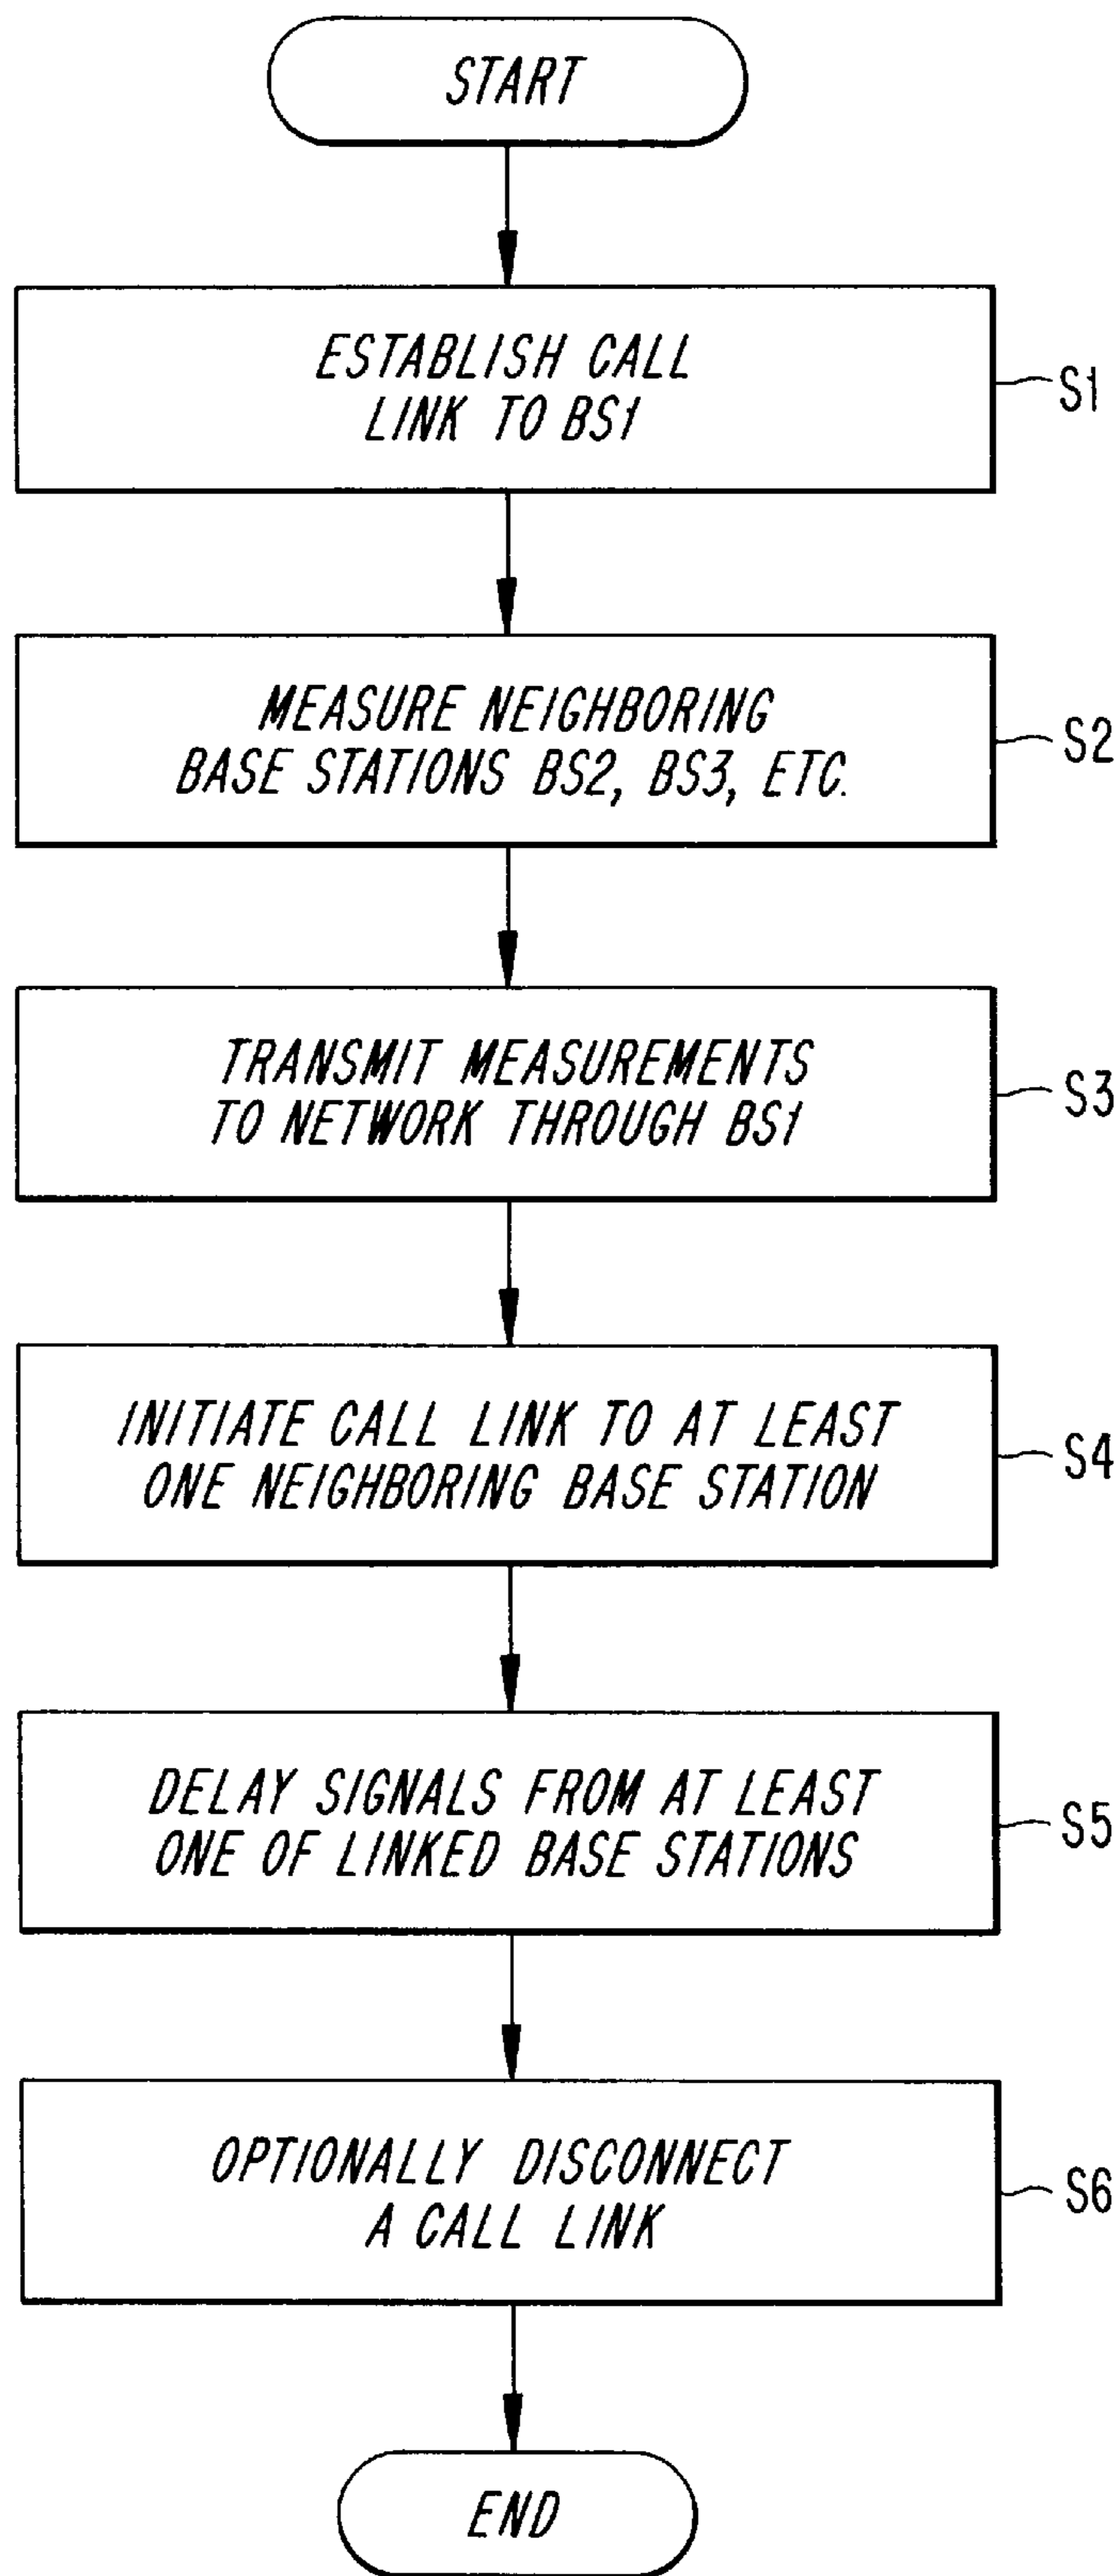 START
ESTABLISH CALL
LINK TO BS1
S1
MEASURE NEIGHBORING
BASE STATIONS BS2, BS3, ETC.
S2
TRANSMIT MEASUREMENTS
TO NETWORK THROUGH BS1
S3
INITIATE CALL LINK TO AT LEAST
ONE NEIGHBORING BASE STATION
S4
DELAY SIGNALS FROM AT LEAST
ONE OF LINKED BASE STATIONS
S5
OPTIONALLY DISCONNECT
A CALL LINK
S6
END